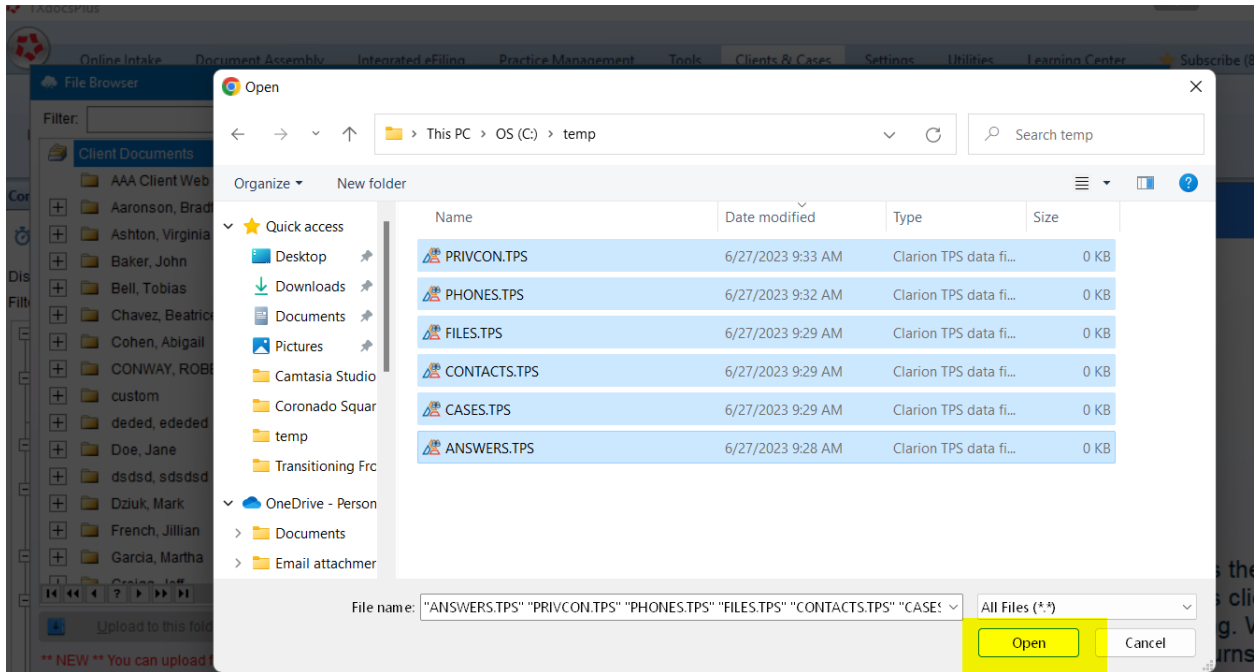 TXdocsPlus
Online Intake Document Assembly Integrated eFiling Practice Management Tools Clients & Cases Settings Utilities Learning Center Subscribe (8
File Browser
Filter:
Client Documents
AAA Client Web
Aaronson, Bradf
Ashton, Virginia
Baker, John
Bell, Tobias
Chavez, Beatrice
Cohen, Abigail
CONWAY, ROBE
custom
deded, ededed
Doe, Jane
dsdsd, sdsdsd
Dziuk, Mark
French, Jillian
Garcia, Martha
Upload to this fold
** NEW ** You can upload f
Con
Dis
Filte
Open
This PC > OS (C:) > temp
Search temp
Organize New folder
Name Date modified Type Size
Quick access
Desktop
Downloads
Documents
Pictures
Camtasia Studio
Coronado Squar
temp
Transitioning Frc
OneDrive - Person
Documents
Email attachmer
PRIVCON.TPS 6/27/2023 9:33 AM Clarion TPS data fi... 0 KB
PHONES.TPS 6/27/2023 9:32 AM Clarion TPS data fi... 0 KB
FILES.TPS 6/27/2023 9:29 AM Clarion TPS data fi... 0 KB
CONTACTS.TPS 6/27/2023 9:29 AM Clarion TPS data fi... 0 KB
CASES.TPS 6/27/2023 9:29 AM Clarion TPS data fi... 0 KB
ANSWERS.TPS 6/27/2023 9:28 AM Clarion TPS data fi... 0 KB
File name: "ANSWERS.TPS" "PRIVCON.TPS" "PHONES.TPS" "FILES.TPS" "CONTACTS.TPS" "CASES All Files (*.*)
Open Cancel
s the
s cli
g. V
urns